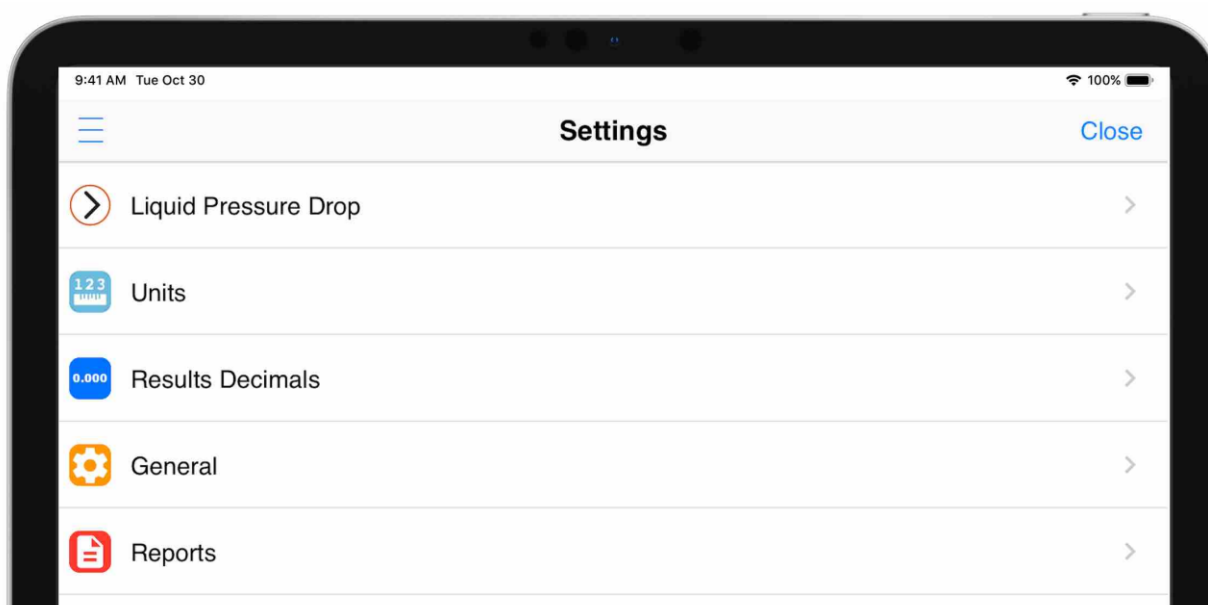 9:41 AM Tue Oct 30 100%
Settings Close
Liquid Pressure Drop
123 Units
0.000 Results Decimals
General
Reports